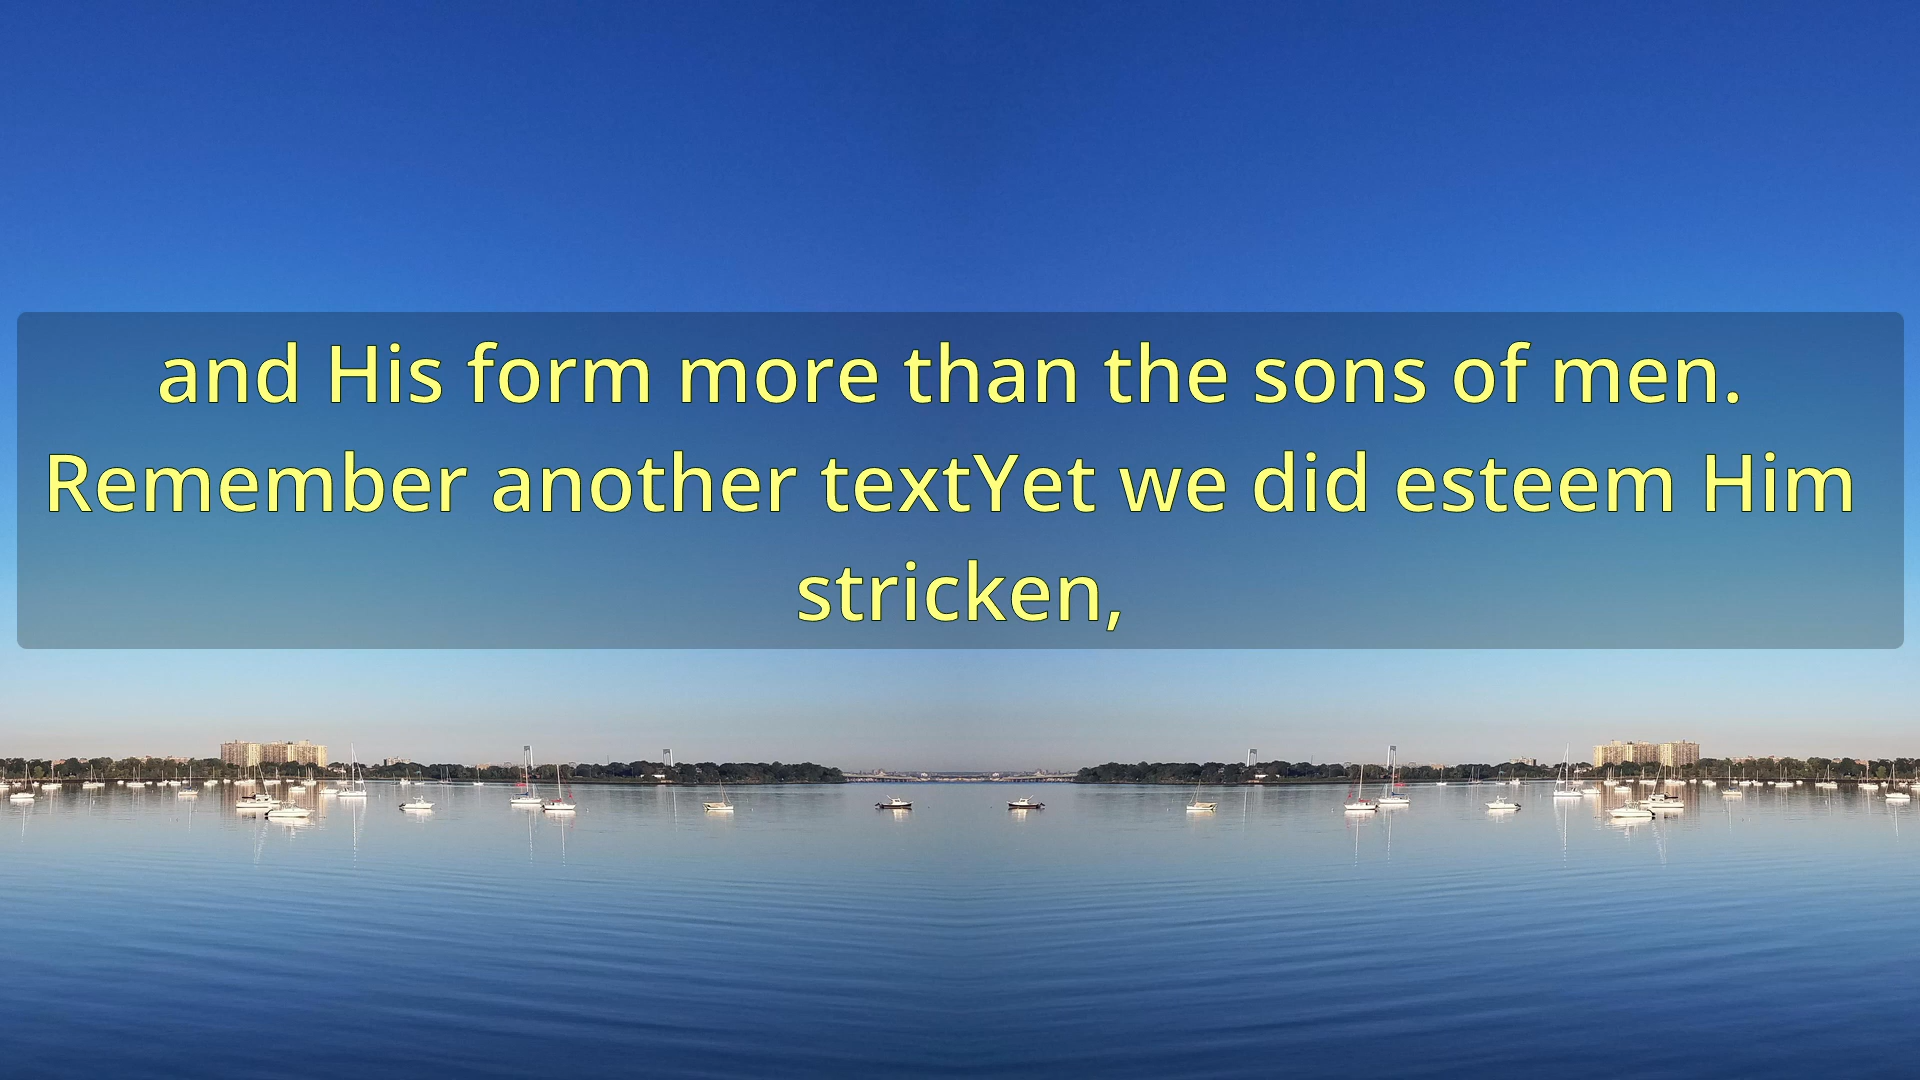 and His form more than the sons of men.
Remember another textYet we did esteem Him
stricken,